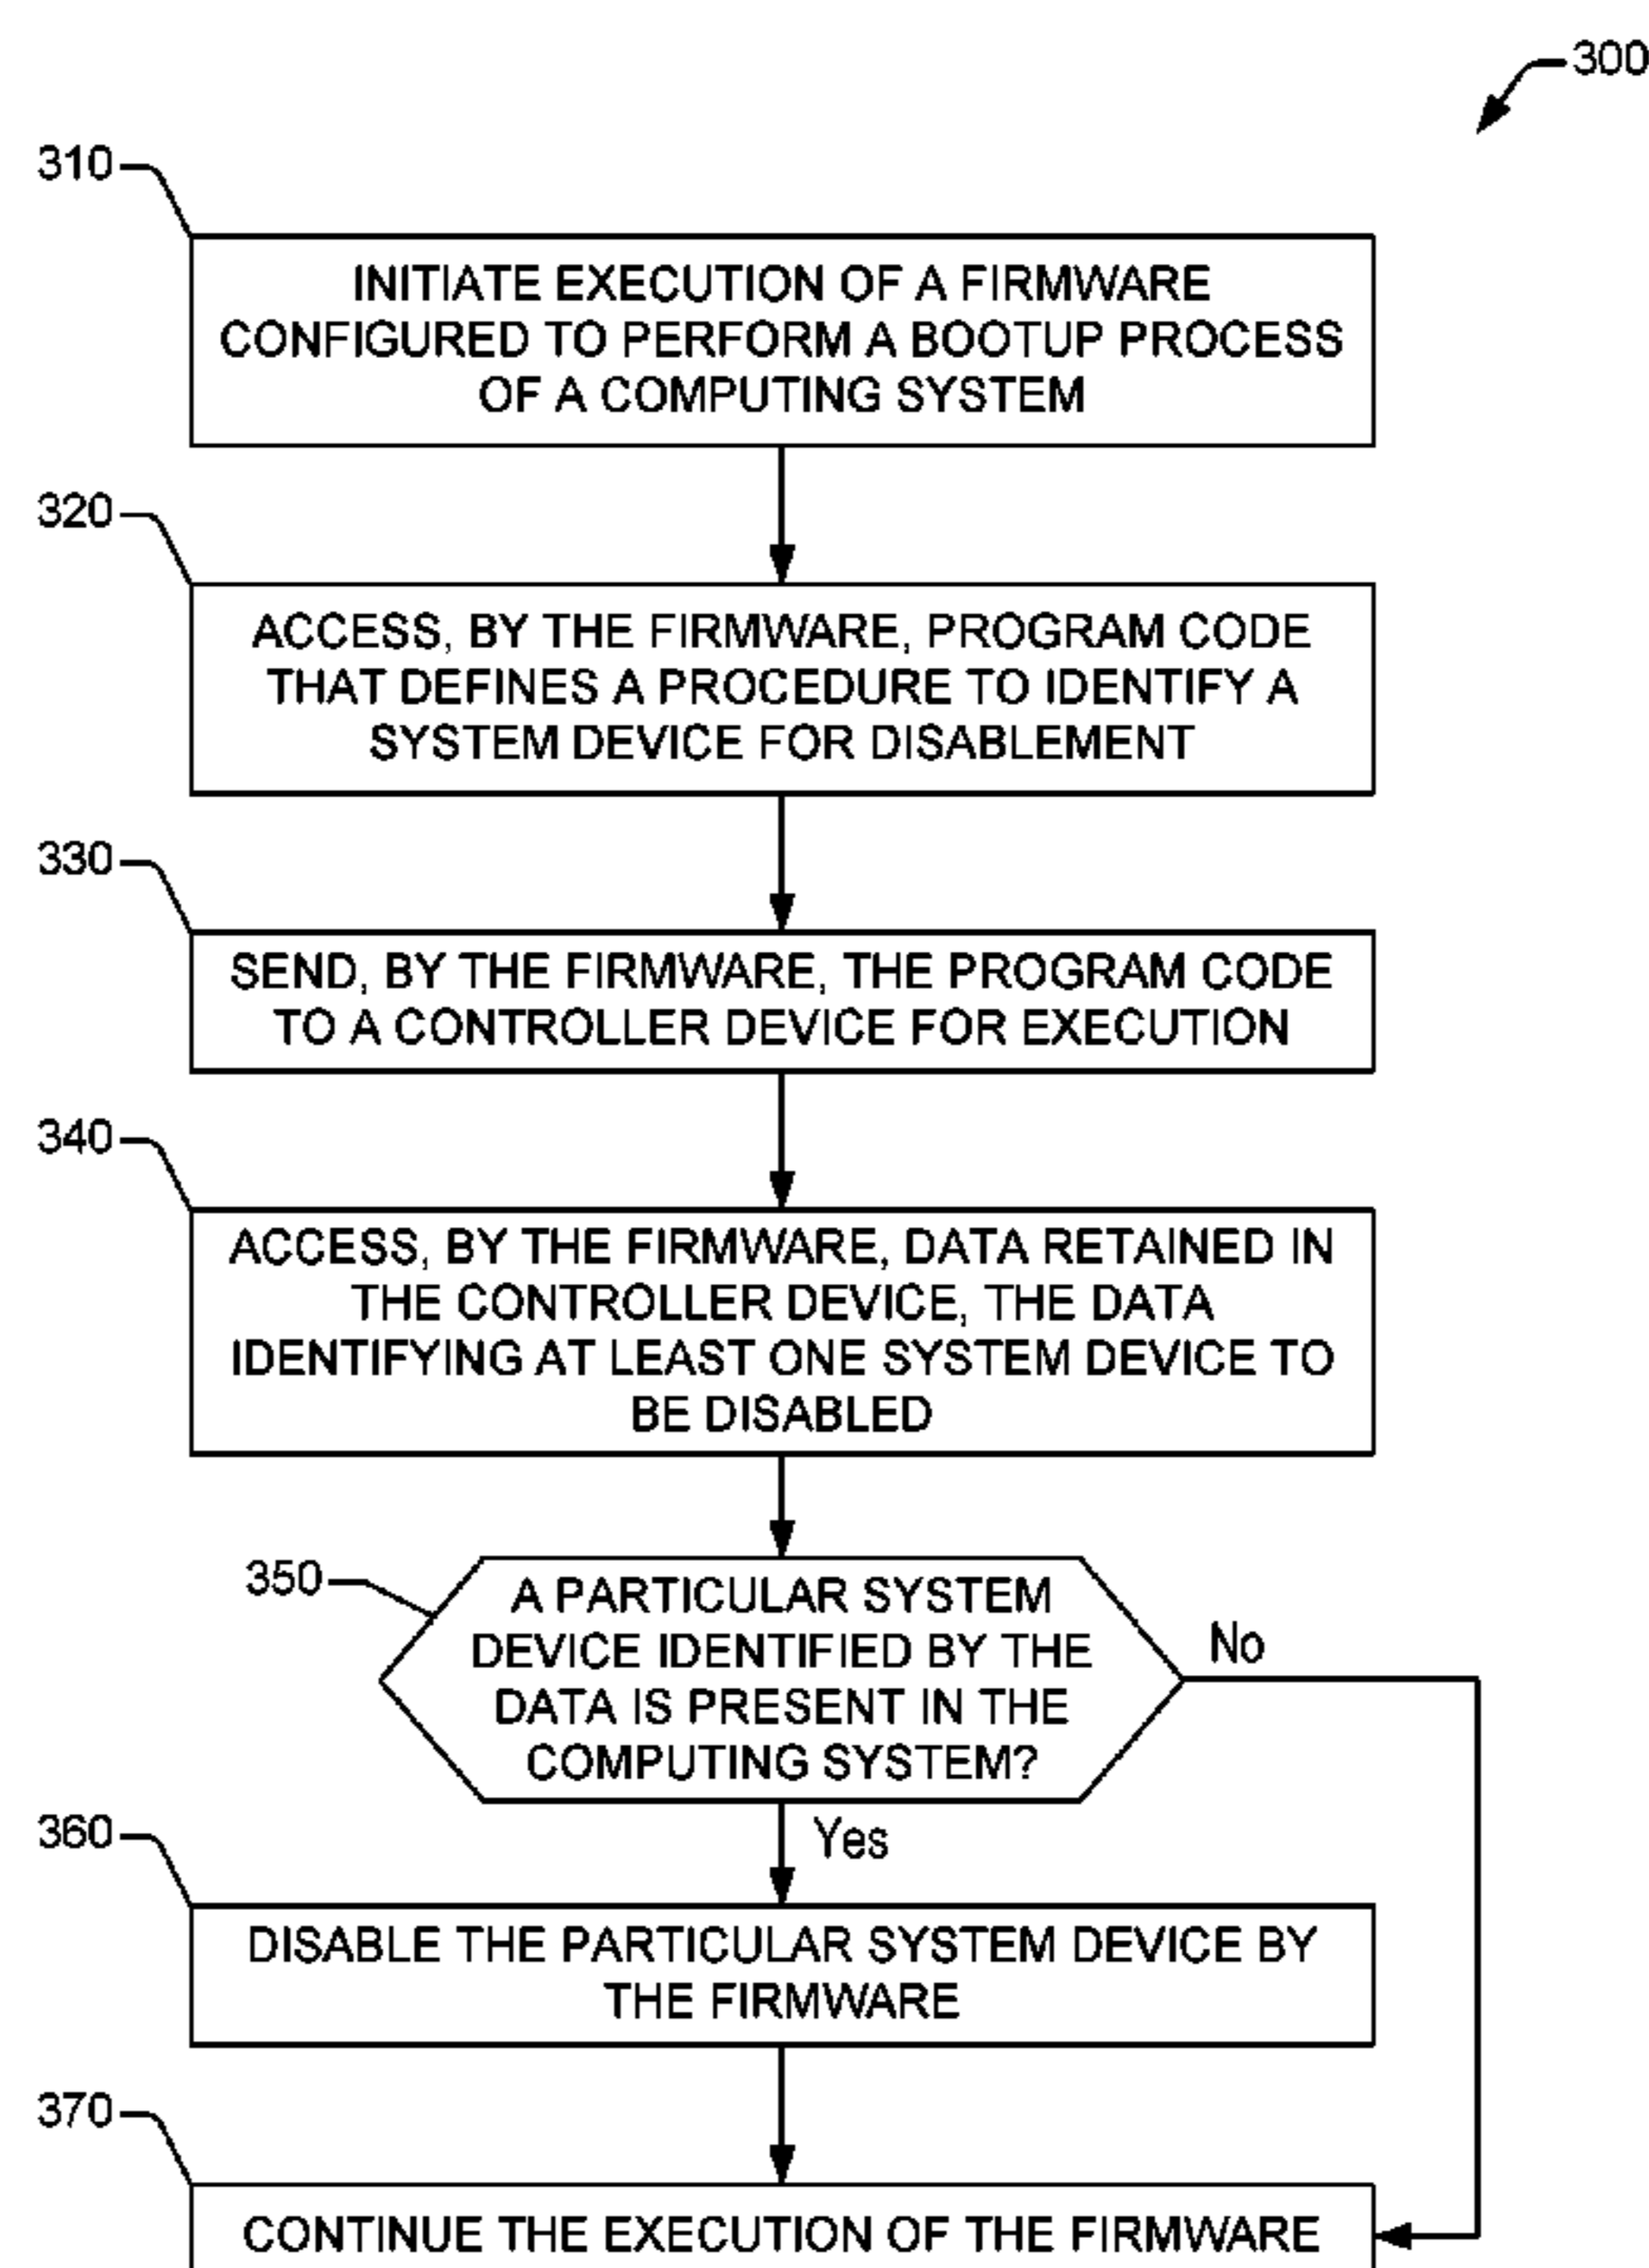 300
310
INITIATE EXECUTION OF A FIRMWARE
CONFIGURED TO PERFORM A BOOTUP PROCESS
OF A COMPUTING SYSTEM
320
ACCESS, BY THE FIRMWARE, PROGRAM CODE
THAT DEFINES A PROCEDURE TO IDENTIFY A
SYSTEM DEVICE FOR DISABLEMENT
330
SEND, BY THE FIRMWARE, THE PROGRAM CODE
TO A CONTROLLER DEVICE FOR EXECUTION
340
ACCESS, BY THE FIRMWARE, DATA RETAINED IN
THE CONTROLLER DEVICE, THE DATA
IDENTIFYING AT LEAST ONE SYSTEM DEVICE TO
BE DISABLED
350
A PARTICULAR SYSTEM
DEVICE IDENTIFIED BY THE
DATA IS PRESENT IN THE
COMPUTING SYSTEM?
No
Yes
360
DISABLE THE PARTICULAR SYSTEM DEVICE BY
THE FIRMWARE
370
CONTINUE THE EXECUTION OF THE FIRMWARE